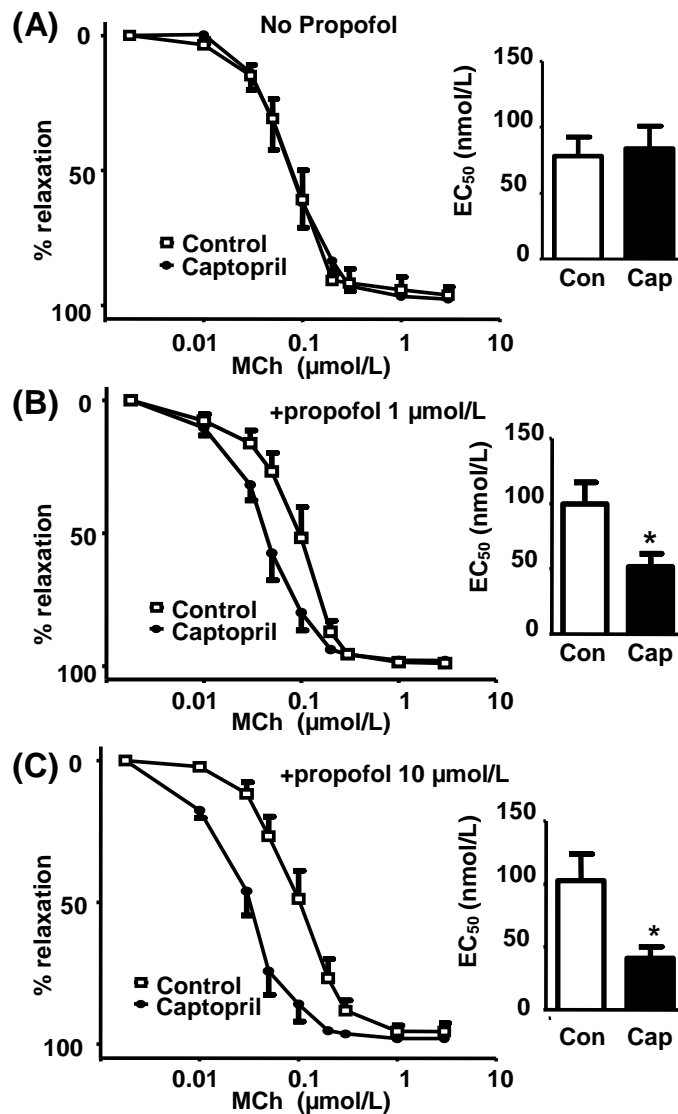 (A)
No Propofol
0
50
100
% relaxation
Control
Captopril
0.01
0.1
1
10
MCh (µmol/L)
150
100
50
0
EC50 (nmol/L)
Con
Cap
(B)
+propofol 1 µmol/L
0
50
100
% relaxation
Control
Captopril
0.01
0.1
1
10
MCh (µmol/L)
150
100
50
0
EC50 (nmol/L)
*
Con
Cap
(C)
+propofol 10 µmol/L
0
50
100
% relaxation
Control
Captopril
0.01
0.1
1
10
MCh (µmol/L)
150
100
50
0
EC50 (nmol/L)
*
Con
Cap